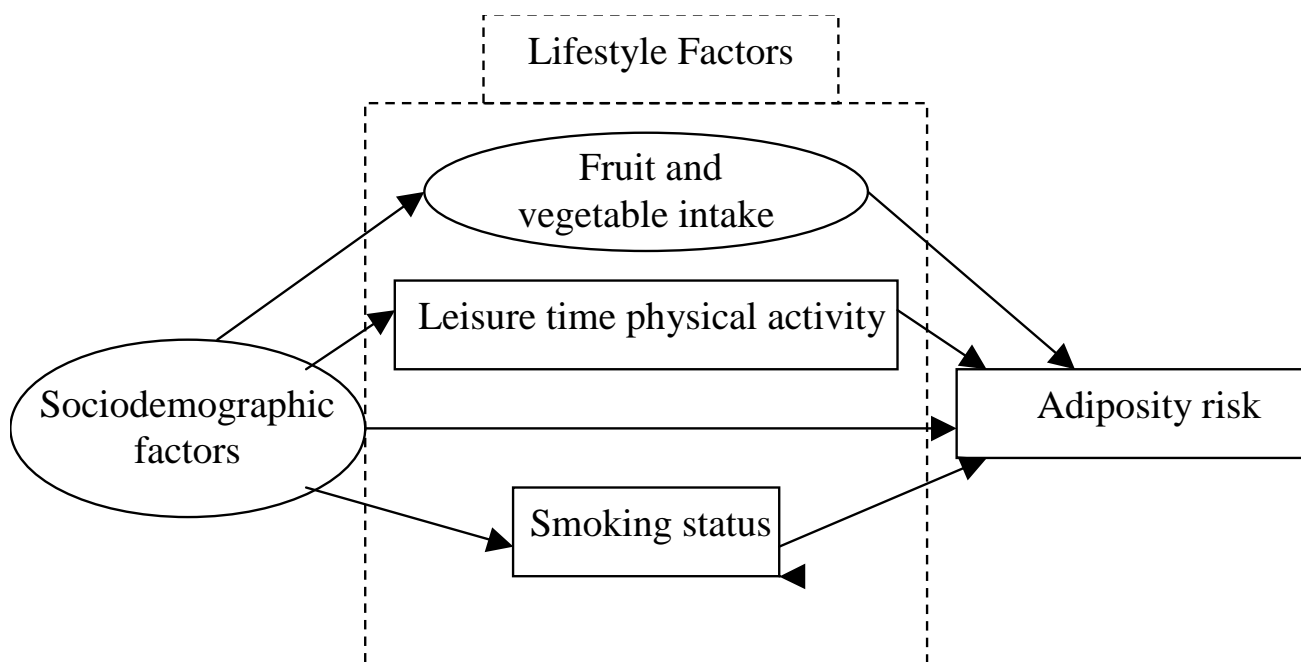 Lifestyle Factors
Fruit and
vegetable intake
Leisure time physical activity
Sociodemographic
factors
Adiposity risk
Smoking status